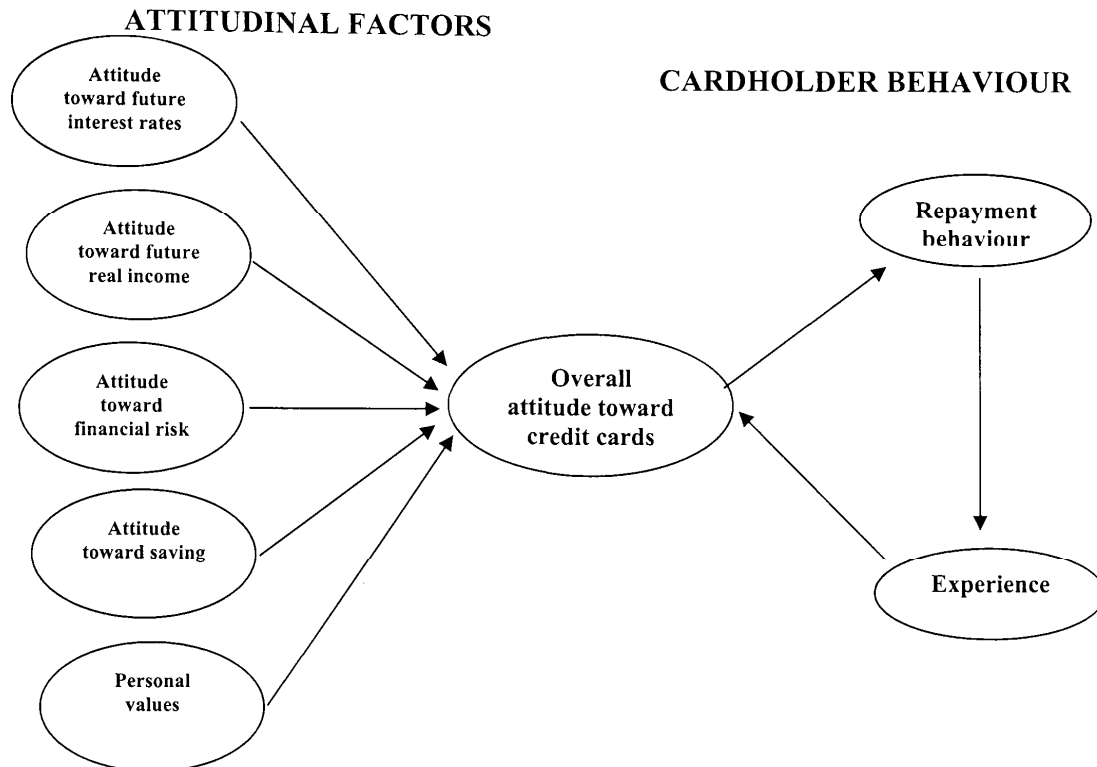 ATTITUDINAL FACTORS
Attitude
toward future
interest rates
CARDHOLDER BEHAVIOUR
Attitude
toward future
real income
Repayment
behaviour
Attitude
toward
financial risk
Overall
attitude toward
credit cards
Attitude
toward saving
Experience
Personal
values